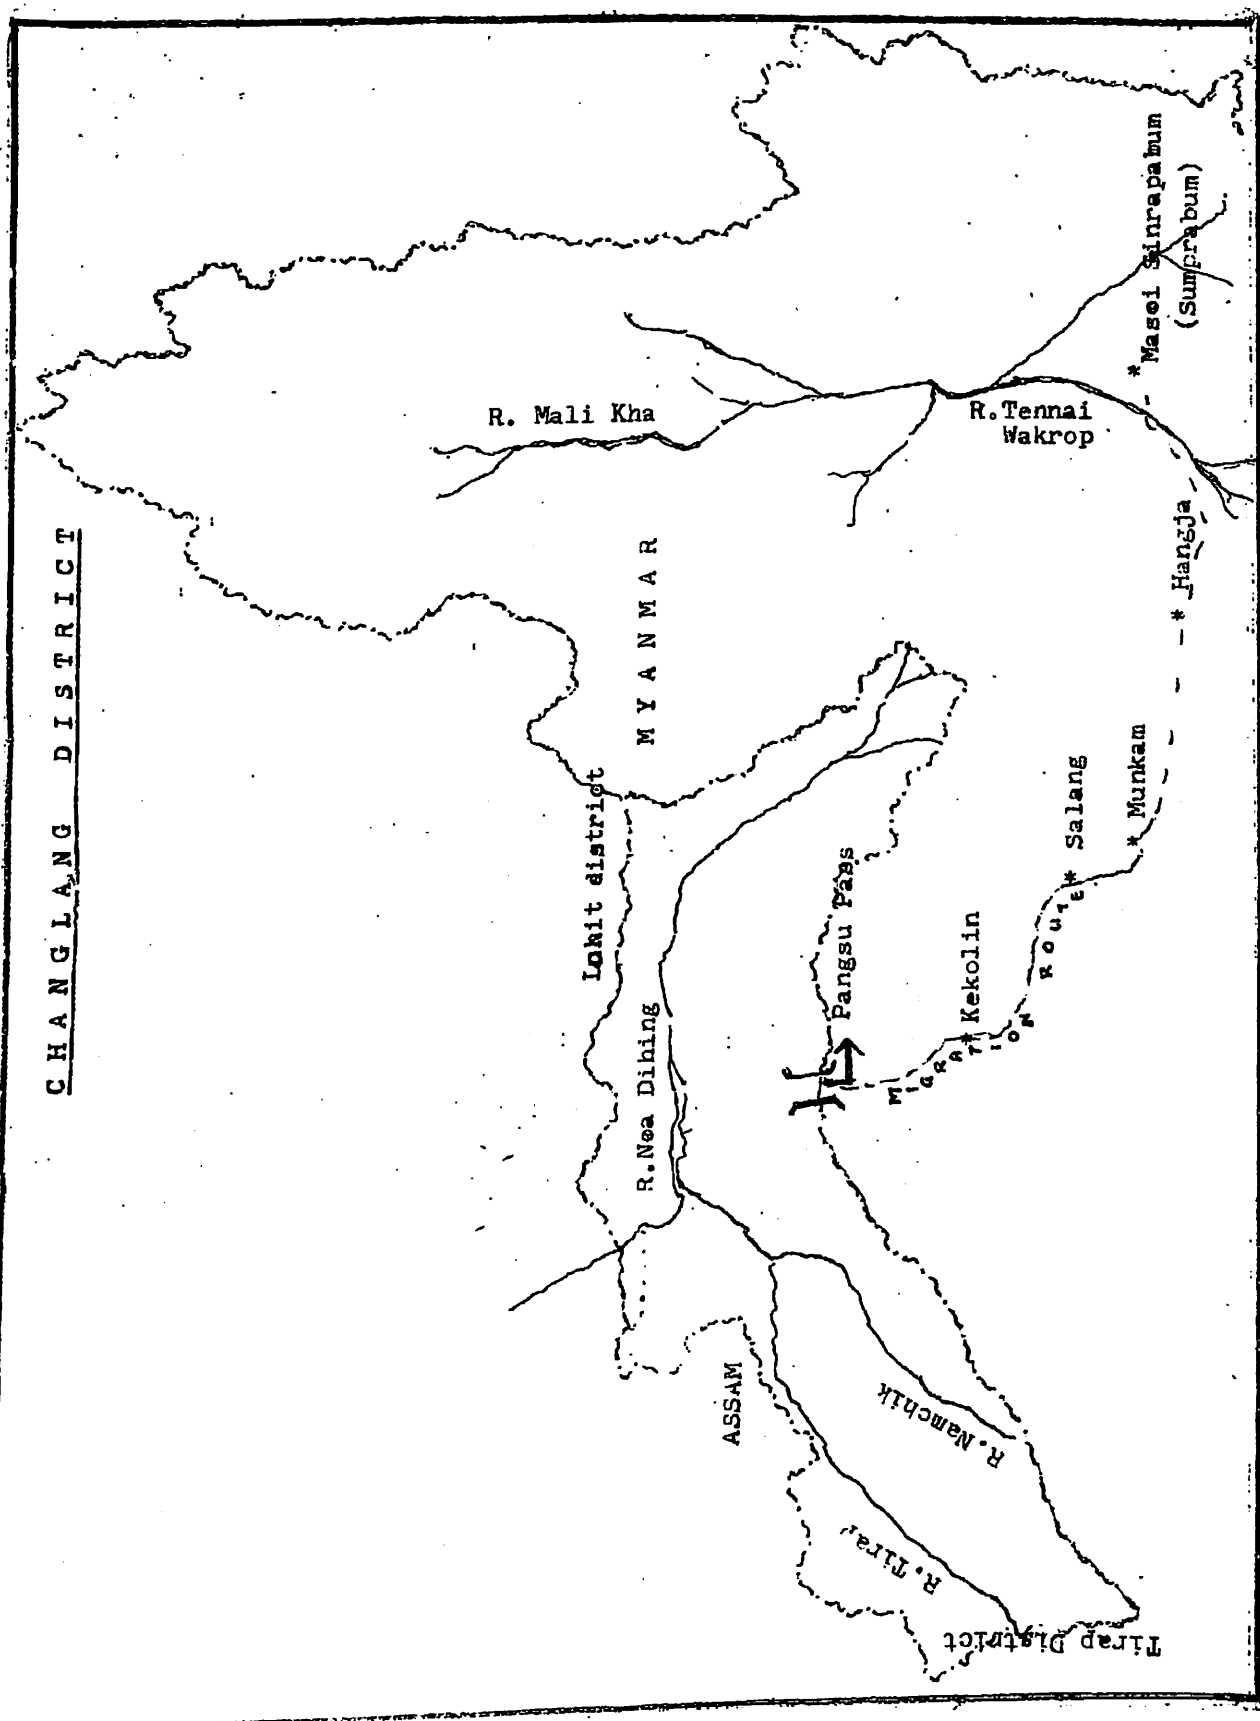 CHANGLANG DISTRICT
Lohit district
MYANMAR
R. Mali Kha
R.Tennai
Wakrop
*Masoi Sinrapabum
(Sumprabum)
* Hangja
* Munkam
* Salang
*Kekolin
MIGRATION ROUTE
Pangsu Pass
R.Noa Dihing
ASSAM
R.Namchik
R.Tirap
Tirap District